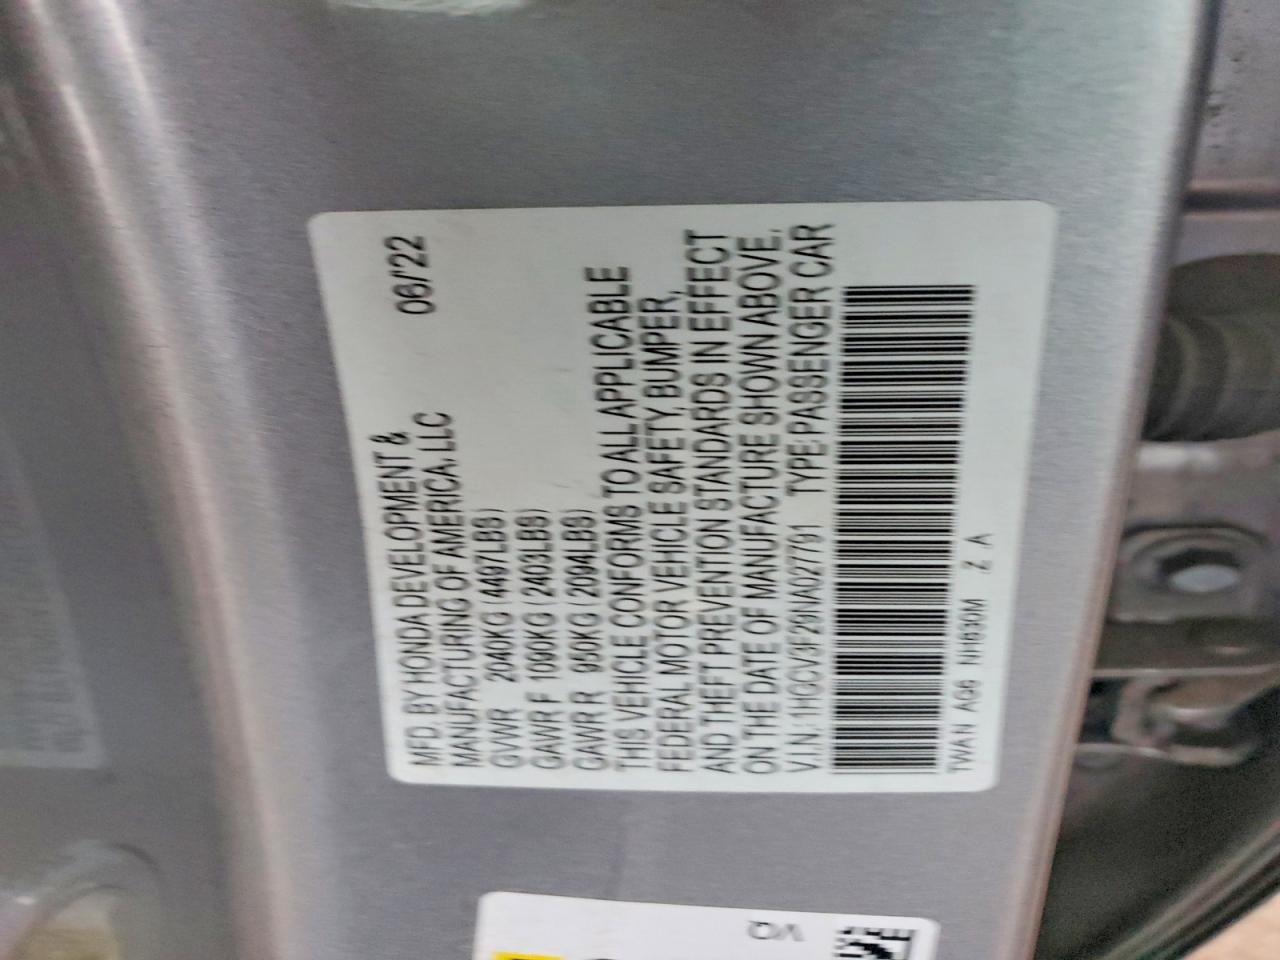 MFD. BY HONDA DEVELOPMENT &
MANUFACTURING OF AMERICA, LLC 06/'22
GVWR 2040KG (4497LBS)
GAWR F 1090KG (2403LBS)
GAWR R 950KG (2094LBS)
THIS VEHICLE CONFORMS TO ALL APPLICABLE
FEDERAL MOTOR VEHICLE SAFETY, BUMPER,
AND THEFT PREVENTION STANDARDS IN EFFECT
ON THE DATE OF MANUFACTURE SHOWN ABOVE.
V.I.N. 1HGCV3F29NA027791 TYPE: PASSENGER CAR
TWAN AG6 NH830M Z A
VQ